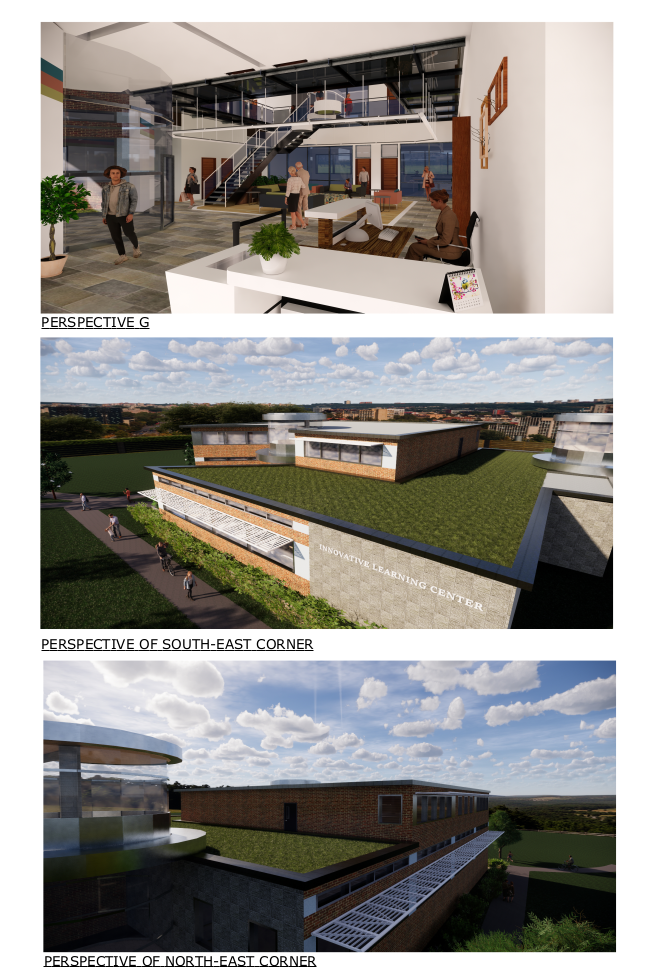 PERSPECTIVE G
INNOVATIVE LEARNING CENTER
PERSPECTIVE OF SOUTH-EAST CORNER
PERSPECTIVE OF NORTH-EAST CORNER